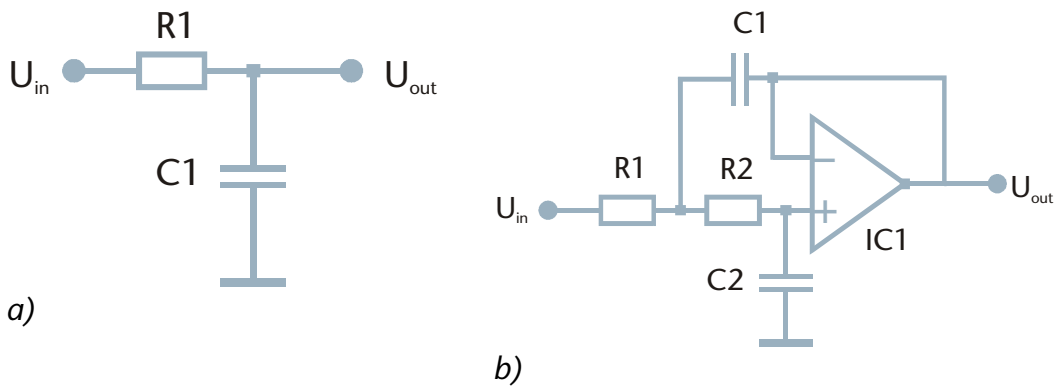 R1
U_in
U_out
C1
a)
C1
R1
R2
U_in
−
+
U_out
IC1
C2
b)